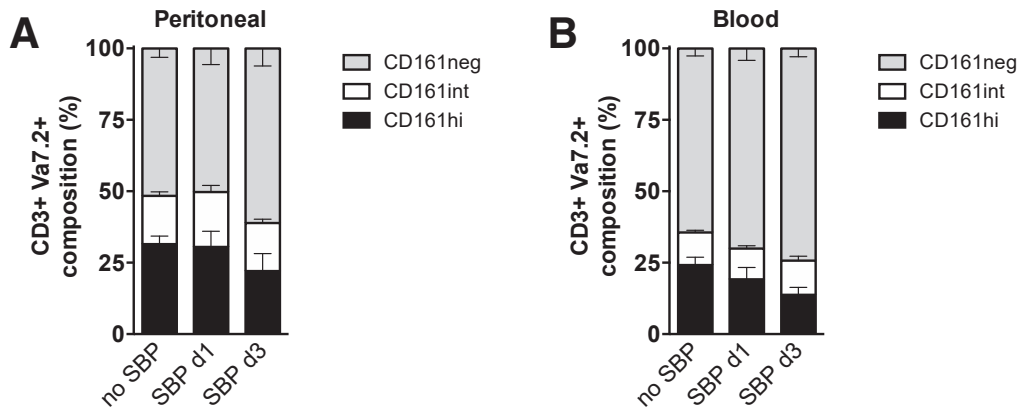 A
Peritoneal
CD3+ Va7.2+
composition (%)
100
75
50
25
0
no SBP
SBP d1
SBP d3
CD161neg
CD161int
CD161hi
B
Blood
CD3+ Va7.2+
composition (%)
100
75
50
25
0
no SBP
SBP d1
SBP d3
CD161neg
CD161int
CD161hi